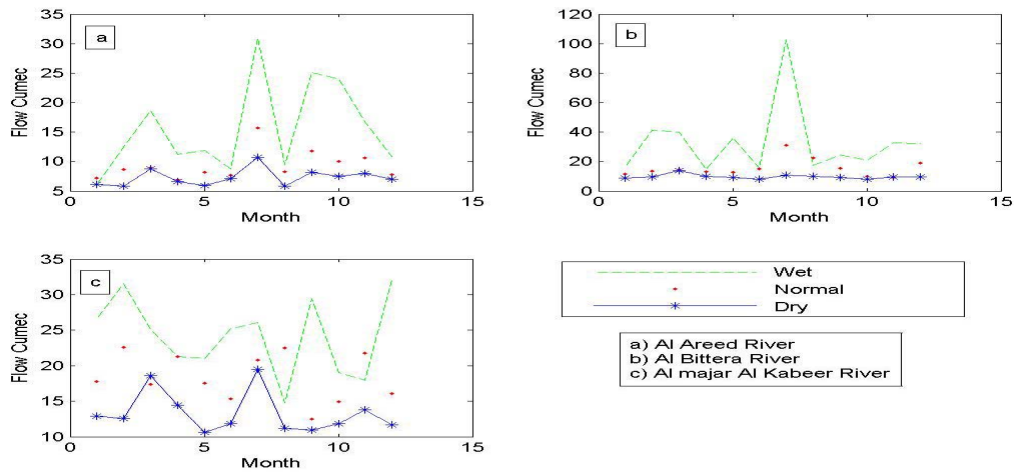 35
30
25
20
15
10
5
0 5 10 15
Flow Cumec
Month
a
120
100
80
60
40
20
0
0 5 10 15
Flow Cumec
Month
b
35
30
25
20
15
10
0 5 10 15
Flow Cumec
Month
c
Wet
Normal
Dry
a) Al Areed River
b) Al Bittera River
c) Al majar Al Kabeer River